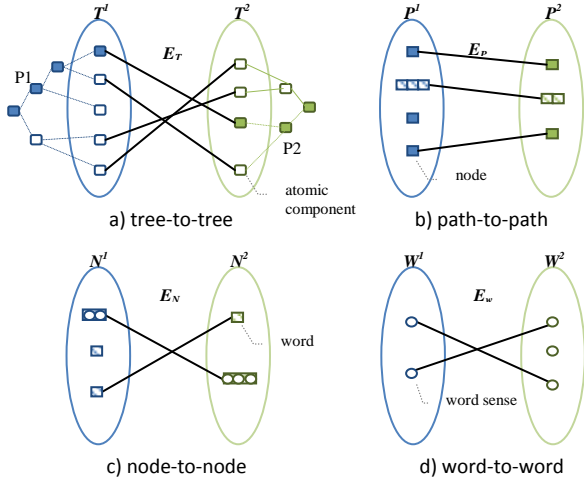 T1 T2
E_T
P1
P2
atomic
component
a) tree-to-tree
P1 P2
E_P
node
b) path-to-path
N1 N2
E_N
word
c) node-to-node
W1 W2
E_w
word sense
d) word-to-word